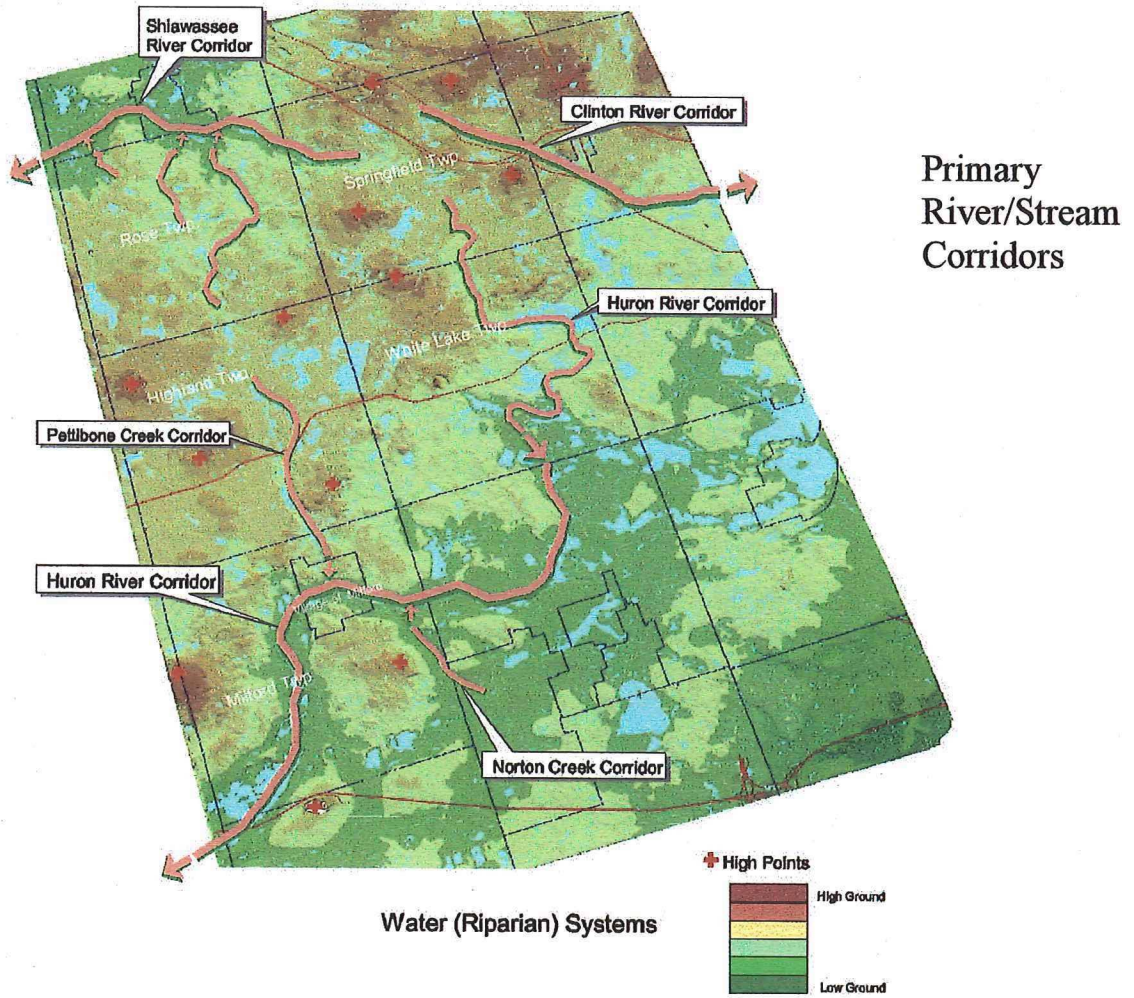 Shiawassee
River Corridor
Clinton River Corridor
Primary
River/Stream
Corridors
Springfield Twp.
Rose Twp.
Huron River Corridor
White Lake Twp.
Highland Twp.
Pettibone Creek Corridor
Huron River Corridor
Village of Milford
Milford Twp.
Norton Creek Corridor
High Points
High Ground
Water (Riparian) Systems
Low Ground